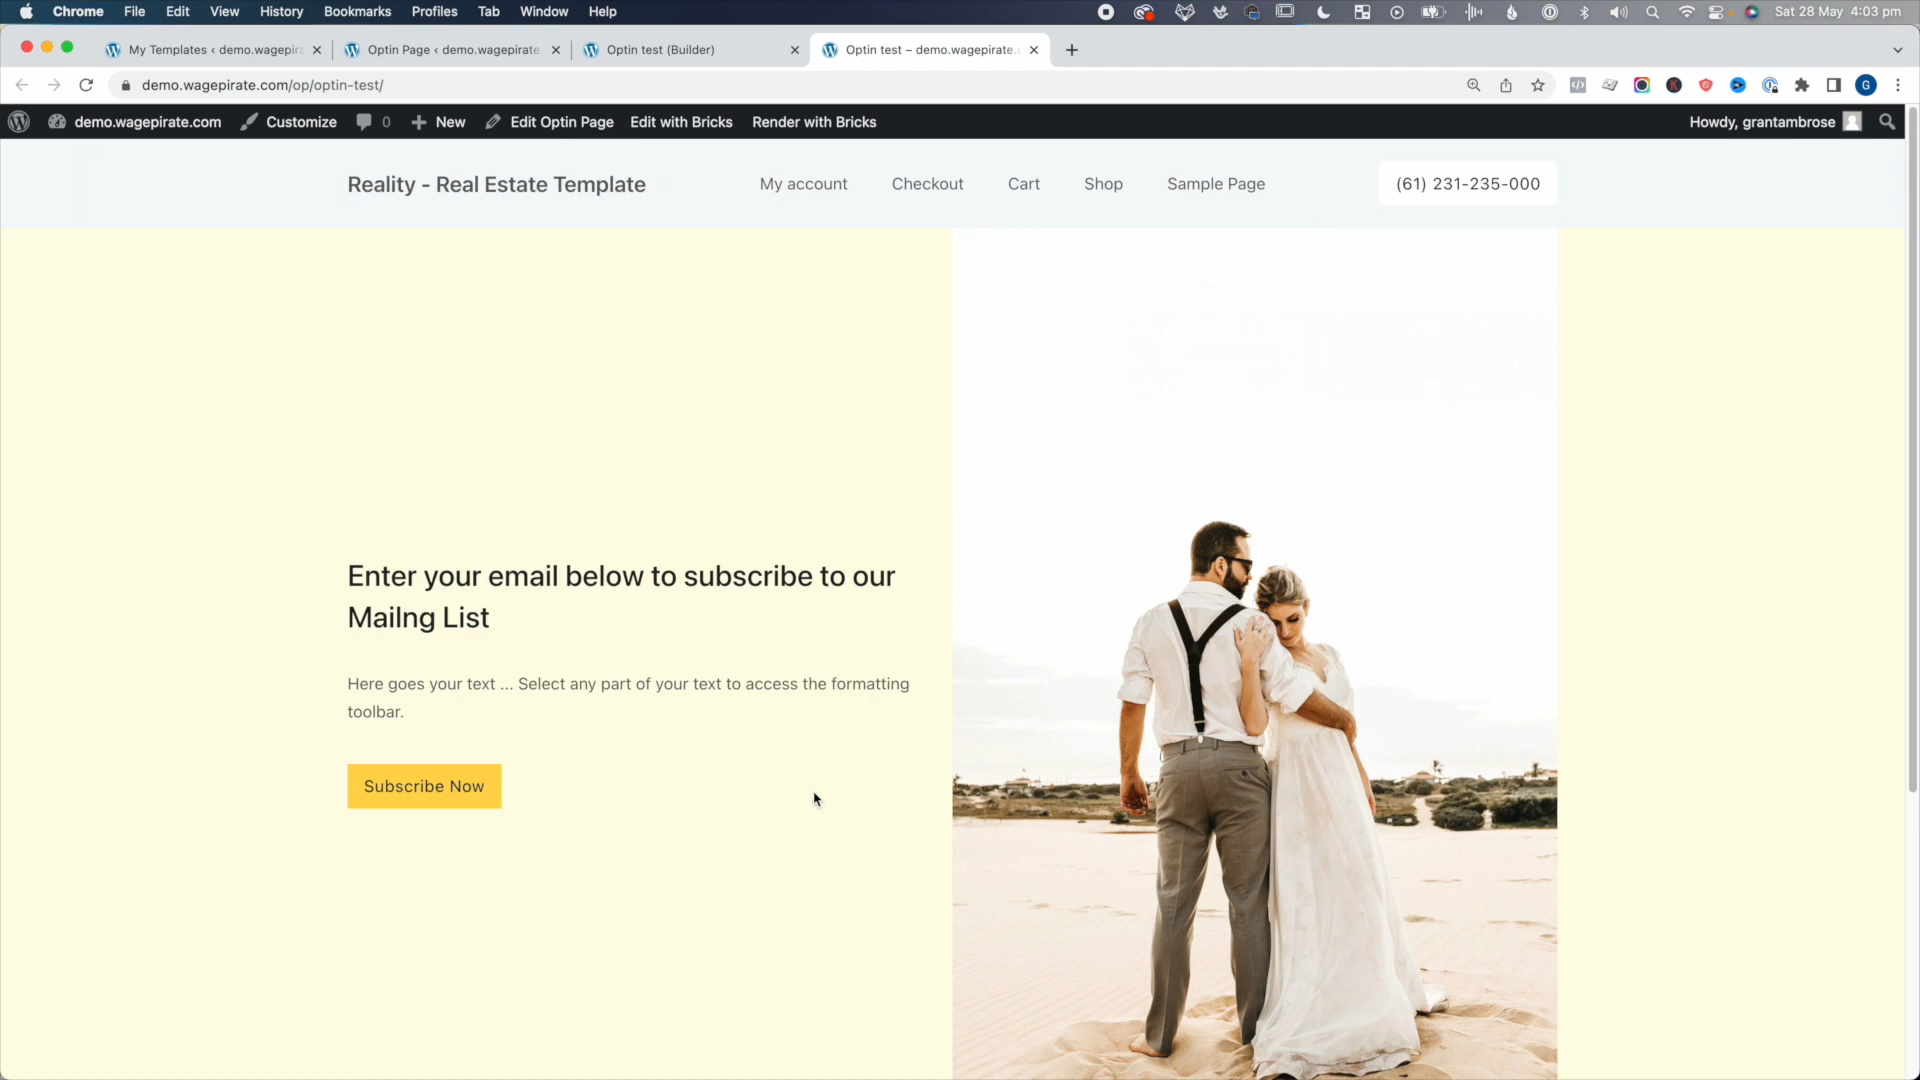 Chrome File Edit View History Bookmarks Profiles Tab Window Help Sat 28 May 4:03 pm
My Templates ‹ demo.wagepira Optin Page ‹ demo.wagepirate. Optin test (Builder) Optin test – demo.wagepirate.
demo.wagepirate.com/op/optin-test/ G
demo.wagepirate.com Customize 0 New Edit Optin Page Edit with Bricks Render with Bricks Howdy, grantambrose
Reality - Real Estate Template My account Checkout Cart Shop Sample Page (61) 231-235-000
Enter your email below to subscribe to our
Mailng List
Here goes your text ... Select any part of your text to access the formatting
toolbar.
Subscribe Now